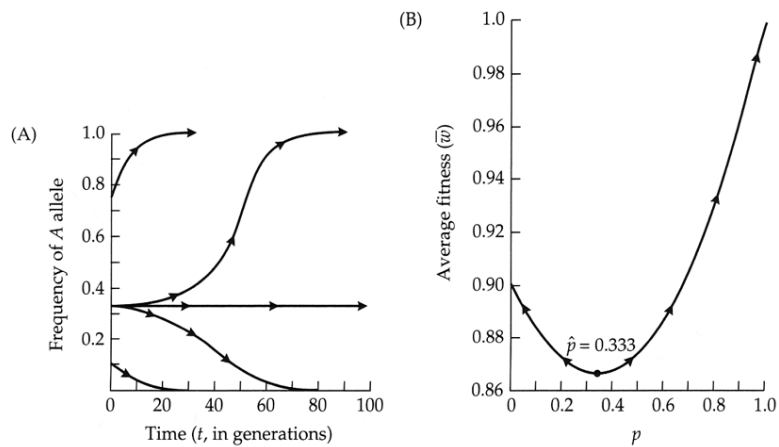 (A)
Frequency of A allele
1.0
0.8
0.6
0.4
0.2
0 20 40 60 80 100
Time (t, in generations)
(B)
Average fitness (w̅)
1.0
0.98
0.96
0.94
0.92
0.90
0.88
0.86
p̂ = 0.333
0 0.2 0.4 0.6 0.8 1.0
p